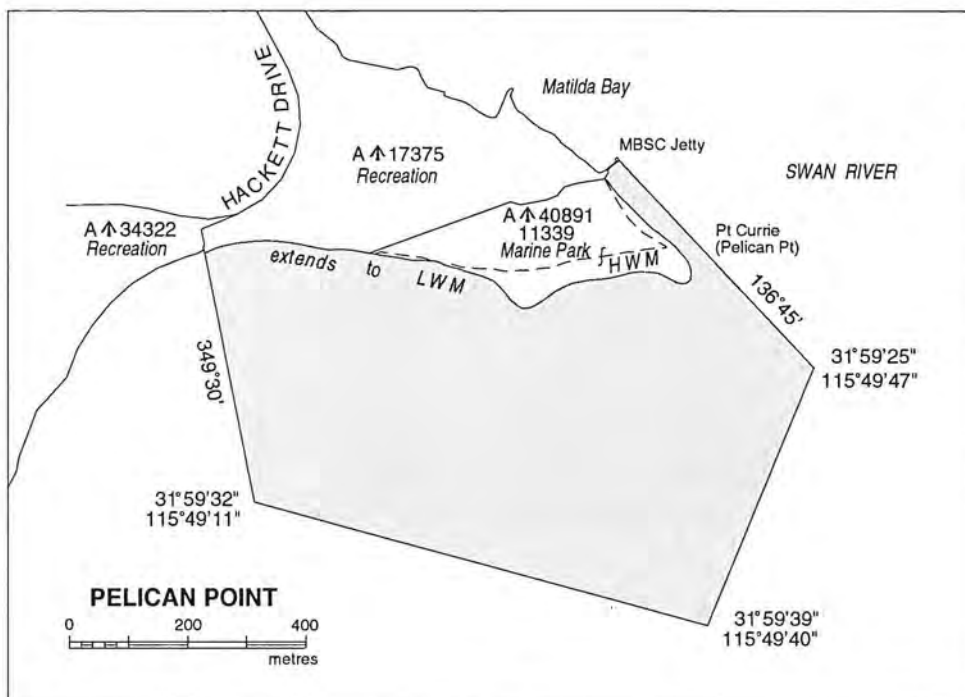 HACKETT DRIVE
Matilda Bay
MBSC Jetty
A 17375
Recreation
SWAN RIVER
A 40891
11339
Marine Park
A 34322
Recreation
Pt Currie
(Pelican Pt)
extends to LWM
HWM
136°45'
349°30'
31°59'25"
115°49'47"
31°59'32"
115°49'11"
31°59'39"
115°49'40"
PELICAN POINT
0 200 400
metres